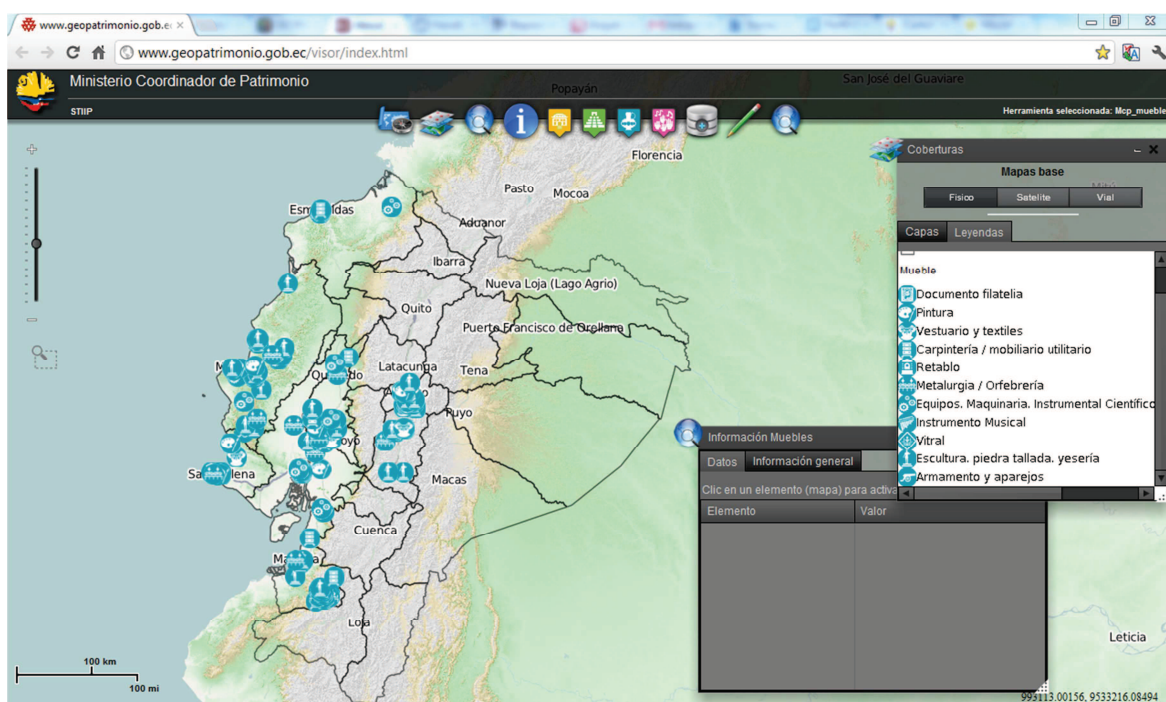 www.geopatrimonio.gob.ec
www.geopatrimonio.gob.ec/visor/index.html
Ministerio Coordinador de Patrimonio
STIIP
Herramienta seleccionada: Mcp_mueble
San José del Guaviare
Popayán
Florencia
Pasto
Mocoa
Aduanor
Ibarra
Nueva Loja (Lago Agrio)
Quito
Puerto Francisco de Orellana
Latacunga
Tena
Puyo
Macas
Cuenca
Loja
Leticia
100 km
100 mi
Coberturas
Mapas base
Fisico
Satelite
Vial
Capas
Leyendas
Mueble
Documento filatelia
Pintura
Vestuario y textiles
Carpintería / mobiliario utilitario
Retablo
Metalurgia / Orfebrería
Equipos. Maquinaria. Instrumental Científico
Instrumento Musical
Vitral
Escultura. piedra tallada. yesería
Armamento y aparejos
Información Muebles
Datos
Información general
Clic en un elemento (mapa) para activa
Elemento
Valor
993113.00156, 9533216.08494